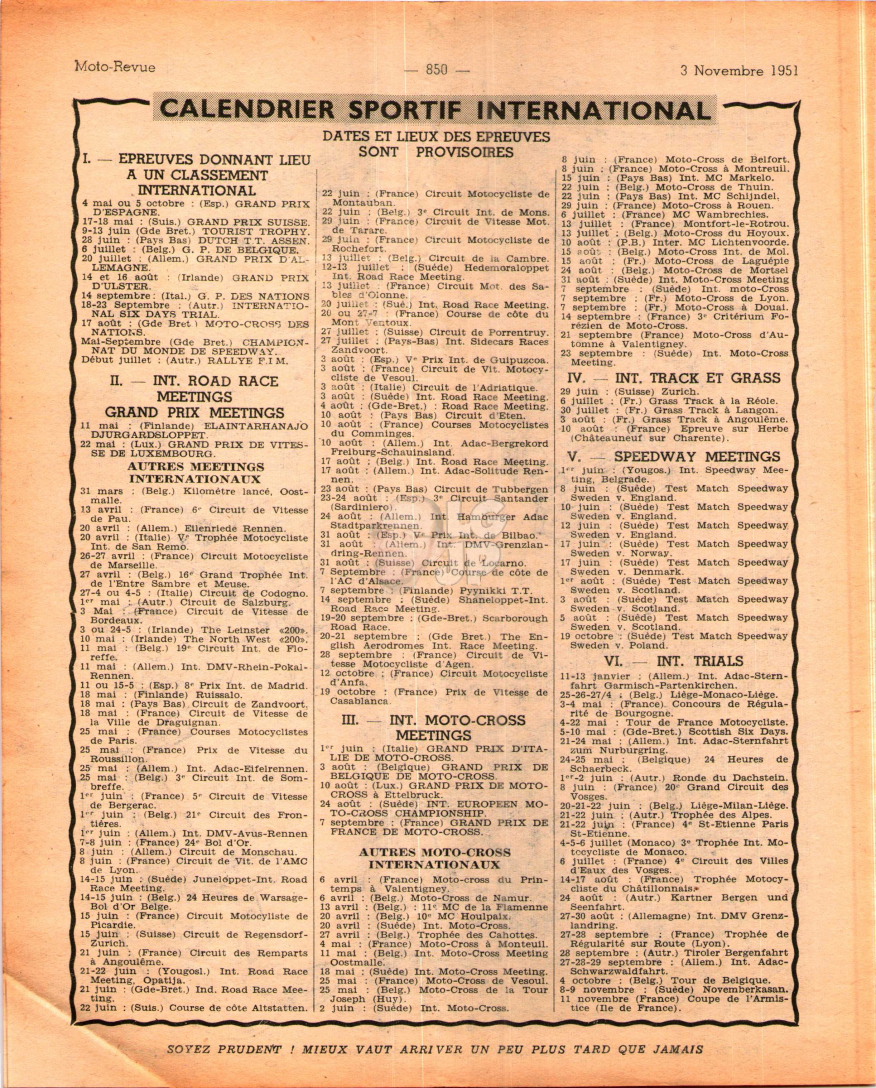 Moto-Revue
— 850 —
3 Novembre 1951
CALENDRIER SPORTIF INTERNATIONAL
DATES ET LIEUX DES EPREUVES
SONT PROVISOIRES
I. — EPREUVES DONNANT LIEU
A UN CLASSEMENT
INTERNATIONAL
4 mai ou 5 octobre : (Esp.) GRAND PRIX
D'ESPAGNE.
17-18 mai : (Suis.) GRAND PRIX SUISSE.
9-13 juin (Gde Bret.) TOURIST TROPHY.
28 juin : (Pays Bas) DUTCH T.T. ASSEN.
6 juillet : (Belg.) G. P. DE BELGIQUE.
20 juillet : (Allem.) GRAND PRIX D'AL-
LEMAGNE.
14 et 16 août : (Irlande) GRAND PRIX
D'ULSTER.
14 septembre : (Ital.) G. P. DES NATIONS
18-23 Septembre : (Autr.) INTERNATIO-
NAL SIX DAYS TRIAL.
17 août : (Gde Bret.) MOTO-CROSS DES
NATIONS.
Mai-Septembre (Gde Bret.) CHAMPION-
NAT DU MONDE DE SPEEDWAY.
Début juillet : (Autr.) RALLYE F.I M.
II. — INT. ROAD RACE
MEETINGS
GRAND PRIX MEETINGS
11 mai : (Finlande) ELAINTARHANAJO
DJURGARDSLOPPET.
22 mai : (Lux.) GRAND PRIX DE VITES-
SE DE LUXEMBOURG.
AUTRES MEETINGS
INTERNATIONAUX
31 mars : (Belg.) Kilomètre lancé, Oost-
malle.
13 avril : (France) 6e Circuit de Vitesse
de Pau.
20 avril : (Allem.) Eilenriede Rennen.
20 avril : (Italie) Ve Trophée Motocycliste
Int. de San Remo.
26-27 avril : (France) Circuit Motocycliste
de Marseille.
27 avril : (Belg.) 16e Grand Trophée Int.
de l'Entre Sambre et Meuse.
27-4 ou 4-5 : (Italie) Circuit de Codogno.
1er mai : (Autr.) Circuit de Salzburg.
3 Mai : (France) Circuit de Vitesse de
Bordeaux.
3 ou 24-5 : (Irlande) The Leinster «200».
10 mai : (Irlande) The North West «200».
11 mai : (Belg.) 19e Circuit Int. de Flo-
reffe.
11 mai : (Allem.) Int. DMV-Rhein-Pokal-
Rennen.
11 ou 15-5 : (Esp.) 8e Prix Int. de Madrid.
18 mai : (Finlande) Ruissalo.
18 mai : (Pays Bas) Circuit de Zandvoort.
18 mai : (France) Circuit de Vitesse de
la Ville de Draguignan.
25 mai : (France) Courses Motocyclistes
de Paris.
25 mai : (France) Prix de Vitesse du
Roussillon.
25 mai : (Allem.) Int. Adac-Eifelrennen.
25 mai : (Belg.) 3e Circuit Int. de Som-
breffe.
1er juin : (France) 5e Circuit de Vitesse
de Bergerac.
1er juin : (Belg.) 21e Circuit des Fron-
tières.
1er juin : (Allem.) Int. DMV-Avus-Rennen
7-8 juin : (France) 24e Bol d'Or.
8 juin : (Allem.) Circuit de Monschau.
8 juin : (France) Circuit de Vit. de l'AMC
de Lyon.
14-15 juin : (Suède) Juneloppet-Int. Road
Race Meeting.
14-15 juin : (Belg.) 24 Heures de Warsage-
Bol d'Or Belge.
15 juin : (France) Circuit Motocyliste de
Picardie.
15 juin : (Suisse) Circuit de Regensdorf-
Zurich.
21 juin : (France) Circuit des Remparts
à Angoulême.
21-22 juin : (Yougosl.) Int. Road Race
Meeting, Opatija.
21 juin : (Gde-Bret.) Ind. Road Race Mee-
ting.
22 juin : (Suis.) Course de côte Altstatten.
22 juin : (France) Circuit Motocycliste de
Montauban.
22 juin : (Belg.) 3e Circuit Int. de Mons.
29 juin : (France) Circuit de Vitesse Mot.
de Tarare.
29 juin : (France) Circuit Motocycliste de
Rochefort.
13 juillet : (Belg.) Circuit de la Cambre.
12-13 juillet : (Suéde) Hedemoraloppet
Int. Road Race Meeting.
13 juillet : (France) Circuit Mot. des Sa-
bles d'Olonne.
20 juillet : (Sué.) Int. Road Race Meeting.
20 ou 27-7 : (France) Course de côte du
Mont Ventoux.
27 juillet : (Suisse) Circuit de Porrentruy.
27 juillet : (Pays-Bas) Int. Sidecars Races
Zandvoort.
3 août : (Esp.) Ve Prix Int. de Guipuzcoa.
3 août : (France) Circuit de Vit. Motocy-
cliste de Vesoul.
3 août : (Italie) Circuit de l'Adriatique.
3 août : (Suède) Int. Road Race Meeting.
4 août : (Gde-Bret.) : Road Race Meeting.
10 août : (Pays Bas) Circuit d'Eten.
10 août : (France) Courses Motocyclistes
du Comminges.
10 août : (Allem.) Int. Adac-Bergrekord
Freiburg-Schauinsland.
17 août : (Belg.) Int. Road Race Meeting.
17 août : (Allem.) Int. Adac-Solitude Ren-
nen.
23 août : (Pays Bas) Circuit de Tubbergen
23-24 août : (Esp.) 3e Circuit Santander
(Sardiniero).
24 août : (Allem.) Int. Hamburger Adac
Stadtparkrennen.
31 août : (Esp.) Ve Prix Int. de Bilbao.
31 août : (Allem.) Int. DMV-Grenzlan-
dring-Rennen.
31 août : (Suisse) Circuit de Locarno.
7 Septembre : (France) Course de côte de
l'AC d'Alsace.
7 septembre : (Finlande) Pyynikki T.T.
14 septembre : (Suède) Shaneloppet-Int.
Road Race Meeting.
19-20 septembre : (Gde-Bret.) Scarborough
Road Race.
20-21 septembre : (Gde Bret.) The En-
glish Aerodromes Int. Race Meeting.
28 septembre : (France) Circuit de Vi-
tesse Motocycliste d'Agen.
12 octobre : (France) Circuit Motocycliste
d'Anfa.
19 octobre : (France) Prix de Vitesse de
Casablanca.
III. — INT. MOTO-CROSS
MEETINGS
1er juin : (Italie) GRAND PRIX D'ITA-
LIE DE MOTO-CROSS.
3 août : (Belgique) GRAND PRIX DE
BELGIQUE DE MOTO-CROSS.
10 août : (Lux.) GRAND PRIX DE MOTO-
CROSS à Ettelbruck.
24 août : (Suède) INT. EUROPEEN MO-
TO-CROSS CHAMPIONSHIP.
7 septembre : (France) GRAND PRIX DE
FRANCE DE MOTO-CROSS.
AUTRES MOTO-CROSS
INTERNATIONAUX
6 avril : (France) Moto-cross du Prin-
temps à Valentigney.
6 avril : (Belg.) Moto-Cross de Namur.
13 avril : (Belg.) : 11e MC de la Flamenne
20 avril : (Belg.) 10e MC Houlpaix.
20 avril : (Suède) Int. Moto-Cross.
27 avril : (Belg.) Trophée des Cahottes.
4 mai : (France) Moto-Cross à Monteuil.
11 mai : (Belg.) Int. Moto-Cross Meeting
Oostmalle.
18 mai : (Suède) Int. Moto-Cross Meeting.
25 mai : (France) Moto-Cross de Vesoul.
25 mai : (Belg.) Moto-Cross de la Tour
Joseph (Huy).
2 juin : (Suède) Int. Moto-Cross.
8 juin : (France) Moto-Cross de Belfort.
8 juin : (France) Moto-Cross à Montreuil.
15 juin : (Pays Bas) Int. MC Markelo.
22 juin : (Belg.) Moto-Cross de Thuin.
22 juin : (Pays Bas) Int. MC Schijndel.
29 juin : (France) Moto-Cross à Rouen.
6 juillet : (France) MC Wambrechies.
13 juillet : (France) Montfort-le-Rotrou.
13 juillet : (Belg.) Moto-Cross du Hoyoux.
10 août : (P.B.) Inter. MC Lichtenvoorde.
15 août : (Belg.) Moto-Cross Int. de Mol.
15 août : (Fr.) Moto-Cross de Laguépie
24 août : (Belg.) Moto-Cross de Mortsel
31 août : (Suède) Int. Moto-Cross Meeting
7 septembre : (Suède) Int. moto-Cross
7 septembre : (Fr.) Moto-Cross de Lyon.
7 septembre : (Fr.) Moto-Cross à Douai.
14 septembre : (France) 3e Critérium Fo-
rézien de Moto-Cross.
21 septembre (France) Moto-Cross d'Au-
tomne à Valentigney.
23 septembre : (Suède) Int. Moto-Cross
Meeting.
IV. — INT. TRACK ET GRASS
29 juin : (Suisse) Zurich.
6 juillet : (Fr.) Grass Track à la Réole.
30 juillet : (Fr.) Grass Track à Langon.
3 août : (Fr.) Grass Track à Angoulême.
10 août : (France) Epreuve sur Herbe
(Châteauneuf sur Charente).
V. — SPEEDWAY MEETINGS
1er juin : (Yougos.) Int. Speedway Mee-
ting, Belgrade.
8 juin : (Suède) Test Match Speedway
Sweden v. England.
10 juin : (Suède) Test Match Speedway
Sweden v. England.
12 juin : (Suède) Test Match Speedway
Sweden v. England.
17 juin : (Suède) Test Match Speedway
Sweden v. Norway.
17 juin : (Suède) Test Match Speedway
Sweden v. Denmark.
1er août : (Suède) Test Match Speedway
Sweden v. Scotland.
3 août : (Suède) Test Match Speedway
Sweden v. Scotland.
5 août : (Suède) Test Match Speedway
Sweden v. Scotland.
19 octobre : (Suède) Test Match Speedway
Sweden v. Poland.
VI. — INT. TRIALS
11-13 janvier : (Allem.) Int. Adac-Stern-
fahrt Garmisch-Partenkirchen.
25-26-27/4 : (Belg.) Liége-Monaco-Liége.
3-4 mai : (France). Concours de Régula-
rité de Bourgogne.
4-22 mai : Tour de France Motocycliste.
5-10 mai : (Gde-Bret.) Scottish Six Days.
21-24 mai : (Allem.) Int. Adac-Sternfahrt
zum Nurburgring.
24-25 mai : (Belgique) 24 Heures de
Schaerbeck.
1er-2 juin : (Autr.) Ronde du Dachstein.
8 juin : (France) 20e Grand Circuit des
Vosges.
20-21-22 juin : (Belg.) Liége-Milan-Liége.
21-22 juin : (Autr.) Trophée des Alpes.
21-22 juin : (France) 4e St-Etienne Paris
St-Etienne.
4-5-6 juillet (Monaco) 3e Trophée Int. Mo-
tocycliste de Monaco.
6 juillet : (France) 4e Circuit des Villes
d'Eaux des Vosges.
14-17 août : (France) Trophée Motocy-
cliste du Châtillonnais.
24 août : (Autr.) Kartner Bergen und
Seenfahrt.
27-30 août : (Allemagne) Int. DMV Grenz-
landring.
27-28 septembre : (France) Trophée de
Régularité sur Route (Lyon).
28 septembre : (Autr.) Tiroler Bergenfahrt
27-28-29 septembre : (Allem.) Int. Adac-
Schwarzwaldfahrt.
4 octobre : (Belg.) Tour de Belgique.
8-9 novembre : (Suède) Novemberkasan.
11 novembre (France) Coupe de l'Armis-
tice (Ile de France).
SOYEZ PRUDENT ! MIEUX VAUT ARRIVER UN PEU PLUS TARD QUE JAMAIS